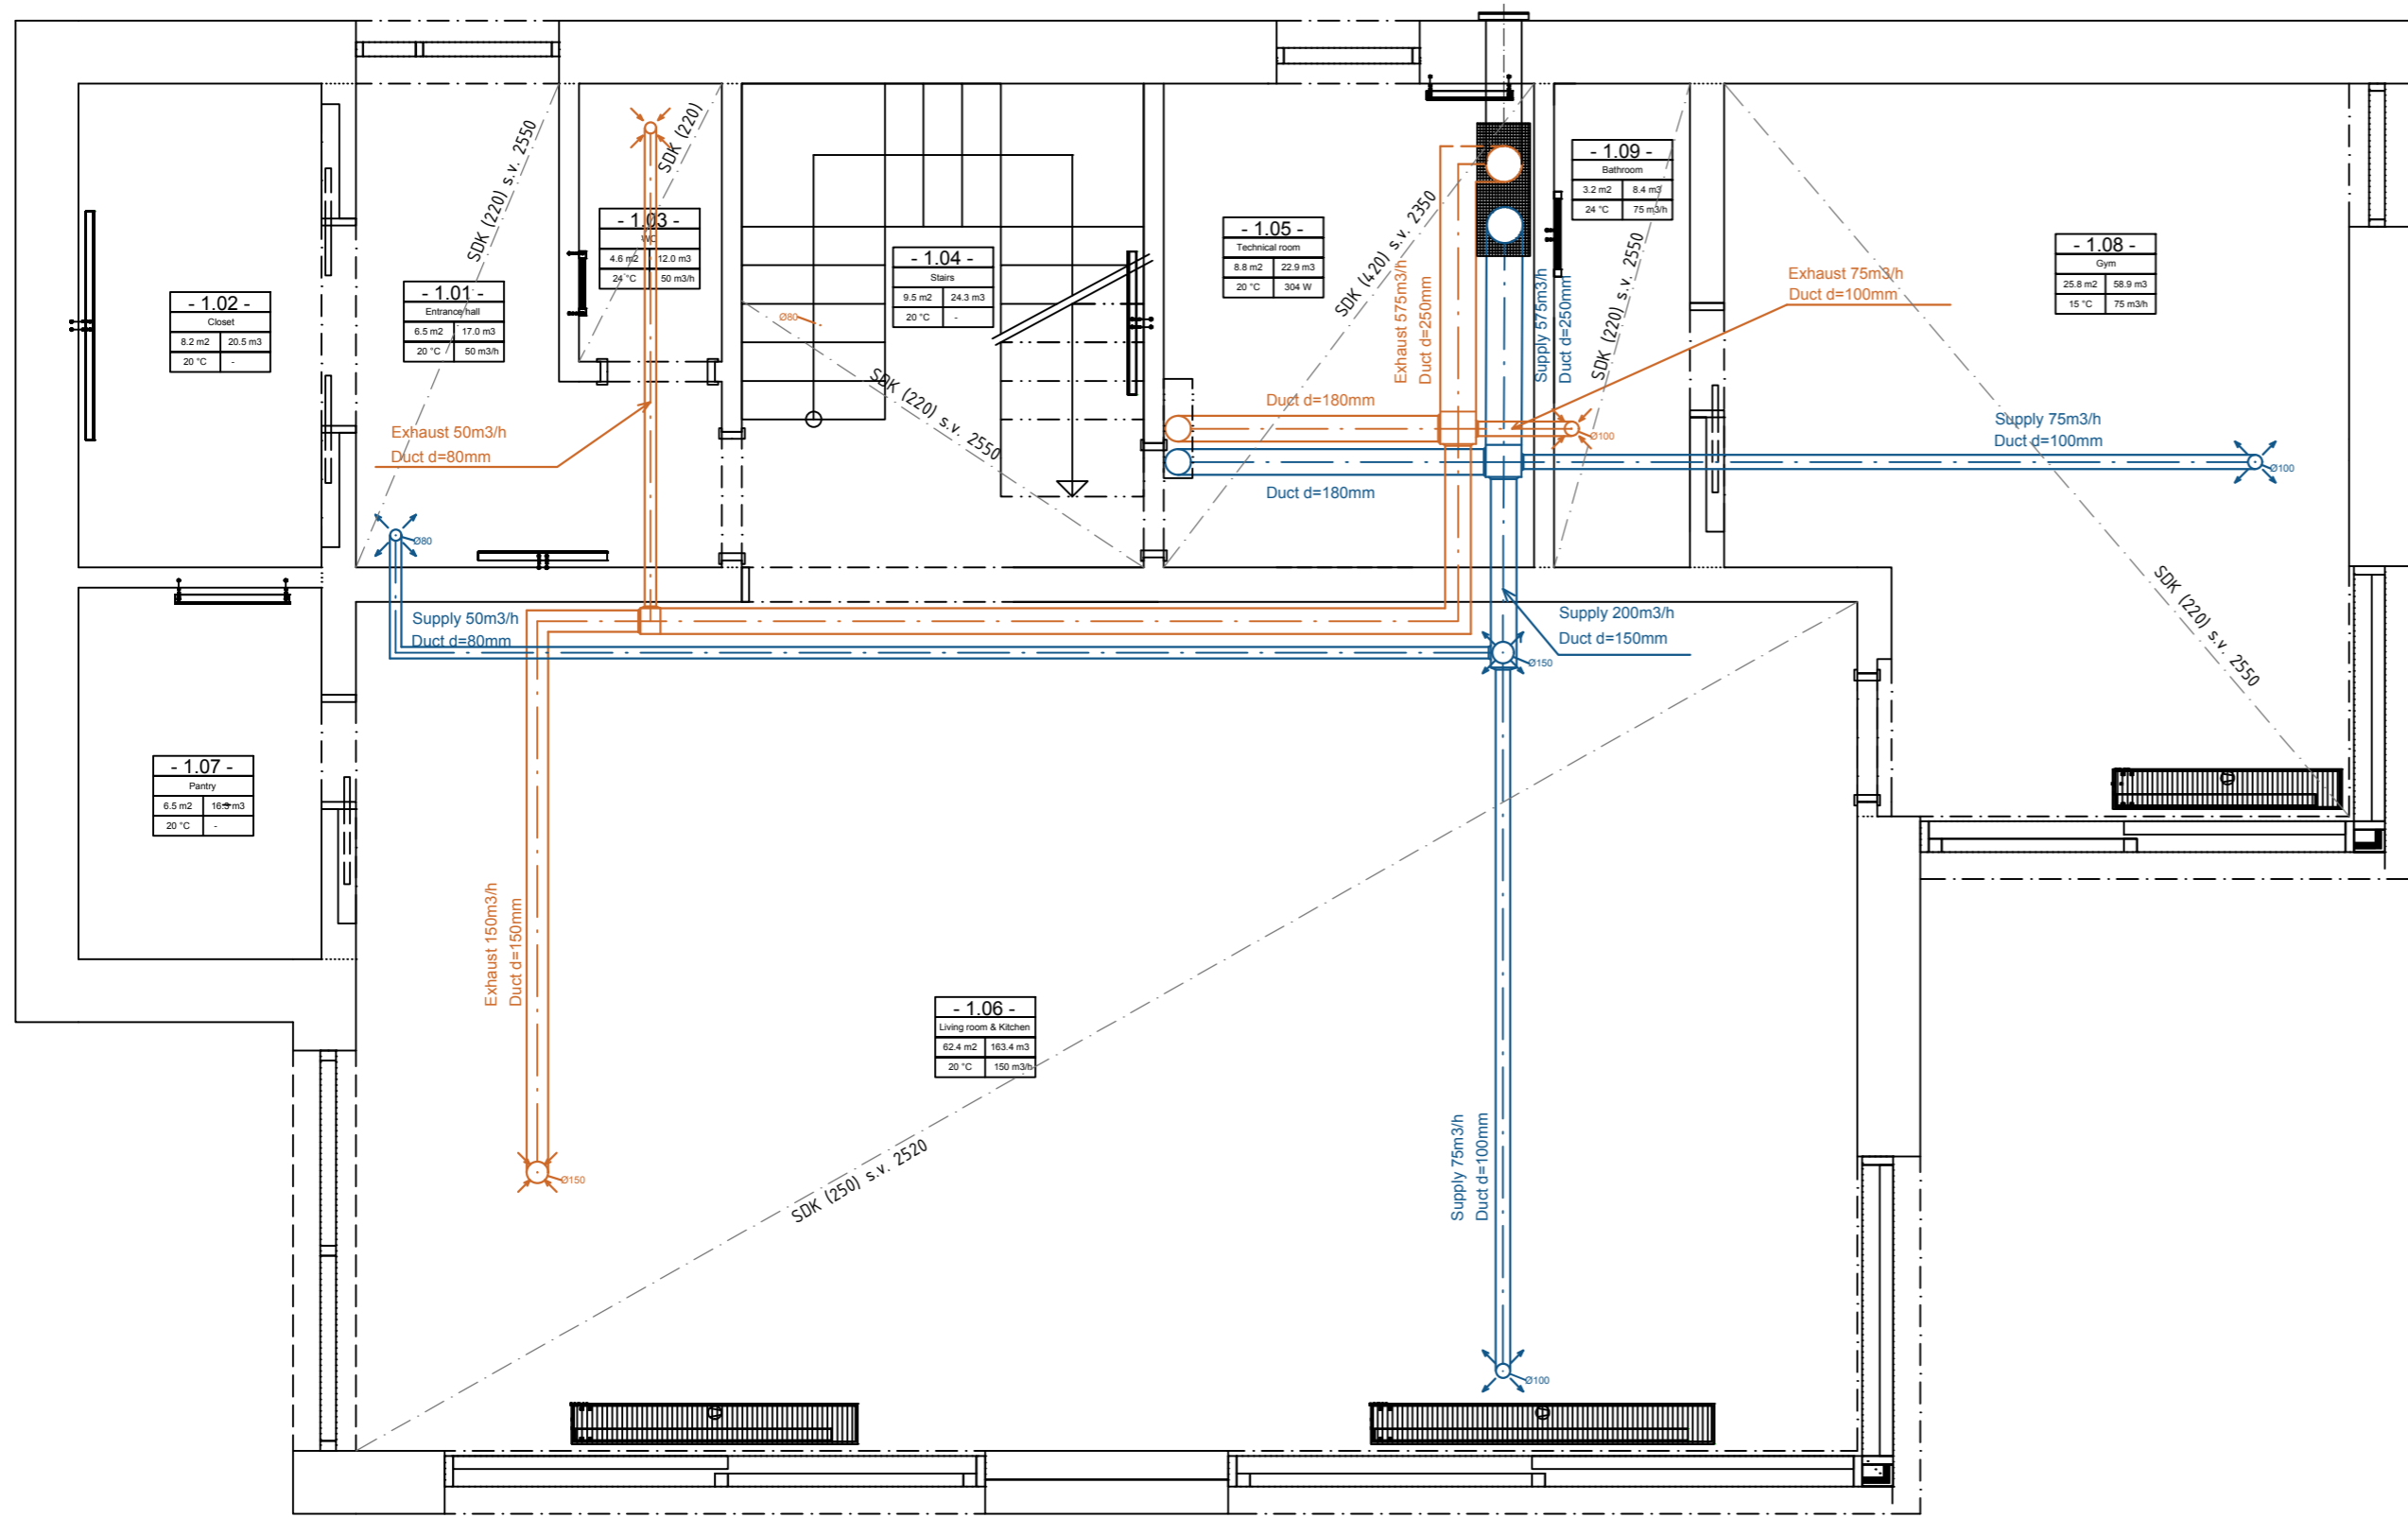 - 1.02 -
Closet
8.2 m2 20.5 m3
20 °C -
- 1.01 -
Entrance hall
6.5 m2 17.0 m3
20 °C 50 m3/h
SDK (220) s.v. 2550
- 1.03 -
WC
4.6 m2 12.0 m3
24 °C 50 m3/h
SDK (220)
Exhaust 50m3/h
Duct d=80mm
Ø80
- 1.04 -
Stairs
9.5 m2 24.3 m3
20 °C -
Ø80
SDK (220) s.v. 2550
- 1.05 -
Technical room
8.8 m2 22.9 m3
20 °C 304 W
SDK (420) s.v. 2350
Exhaust 575m3/h
Duct d=250mm
Supply 575m3/h
Duct d=250mm
Duct d=180mm
Duct d=180mm
- 1.09 -
Bathroom
3.2 m2 8.4 m3
24 °C 75 m3/h
SDK (220) s.v. 2550
Ø100
Exhaust 75m3/h
Duct d=100mm
- 1.08 -
Gym
25.8 m2 58.9 m3
15 °C 75 m3/h
Supply 75m3/h
Duct d=100mm
Ø100
SDK (220) s.v. 2550
Supply 50m3/h
Duct d=80mm
Supply 200m3/h
Duct d=150mm
Ø150
- 1.07 -
Pantry
6.5 m2 16.3 m3
20 °C -
Exhaust 150m3/h
Duct d=150mm
Ø150
- 1.06 -
Living room & Kitchen
62.4 m2 163.4 m3
20 °C 150 m3/h
SDK (250) s.v. 2520
Supply 75m3/h
Duct d=100mm
Ø100